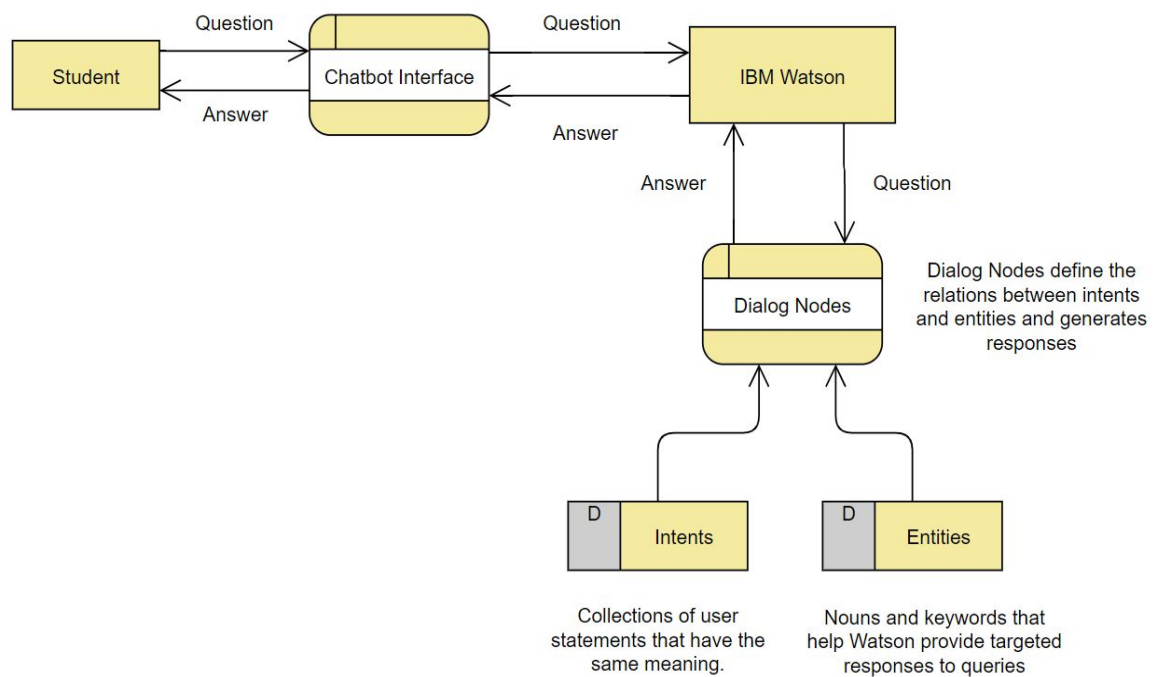 Question
Question
Student
Chatbot Interface
IBM Watson
Answer
Answer
Answer
Question
Dialog Nodes
Dialog Nodes define the
relations between intents
and entities and generates
responses
D
Intents
D
Entities
Collections of user
statements that have the
same meaning.
Nouns and keywords that
help Watson provide targeted
responses to queries